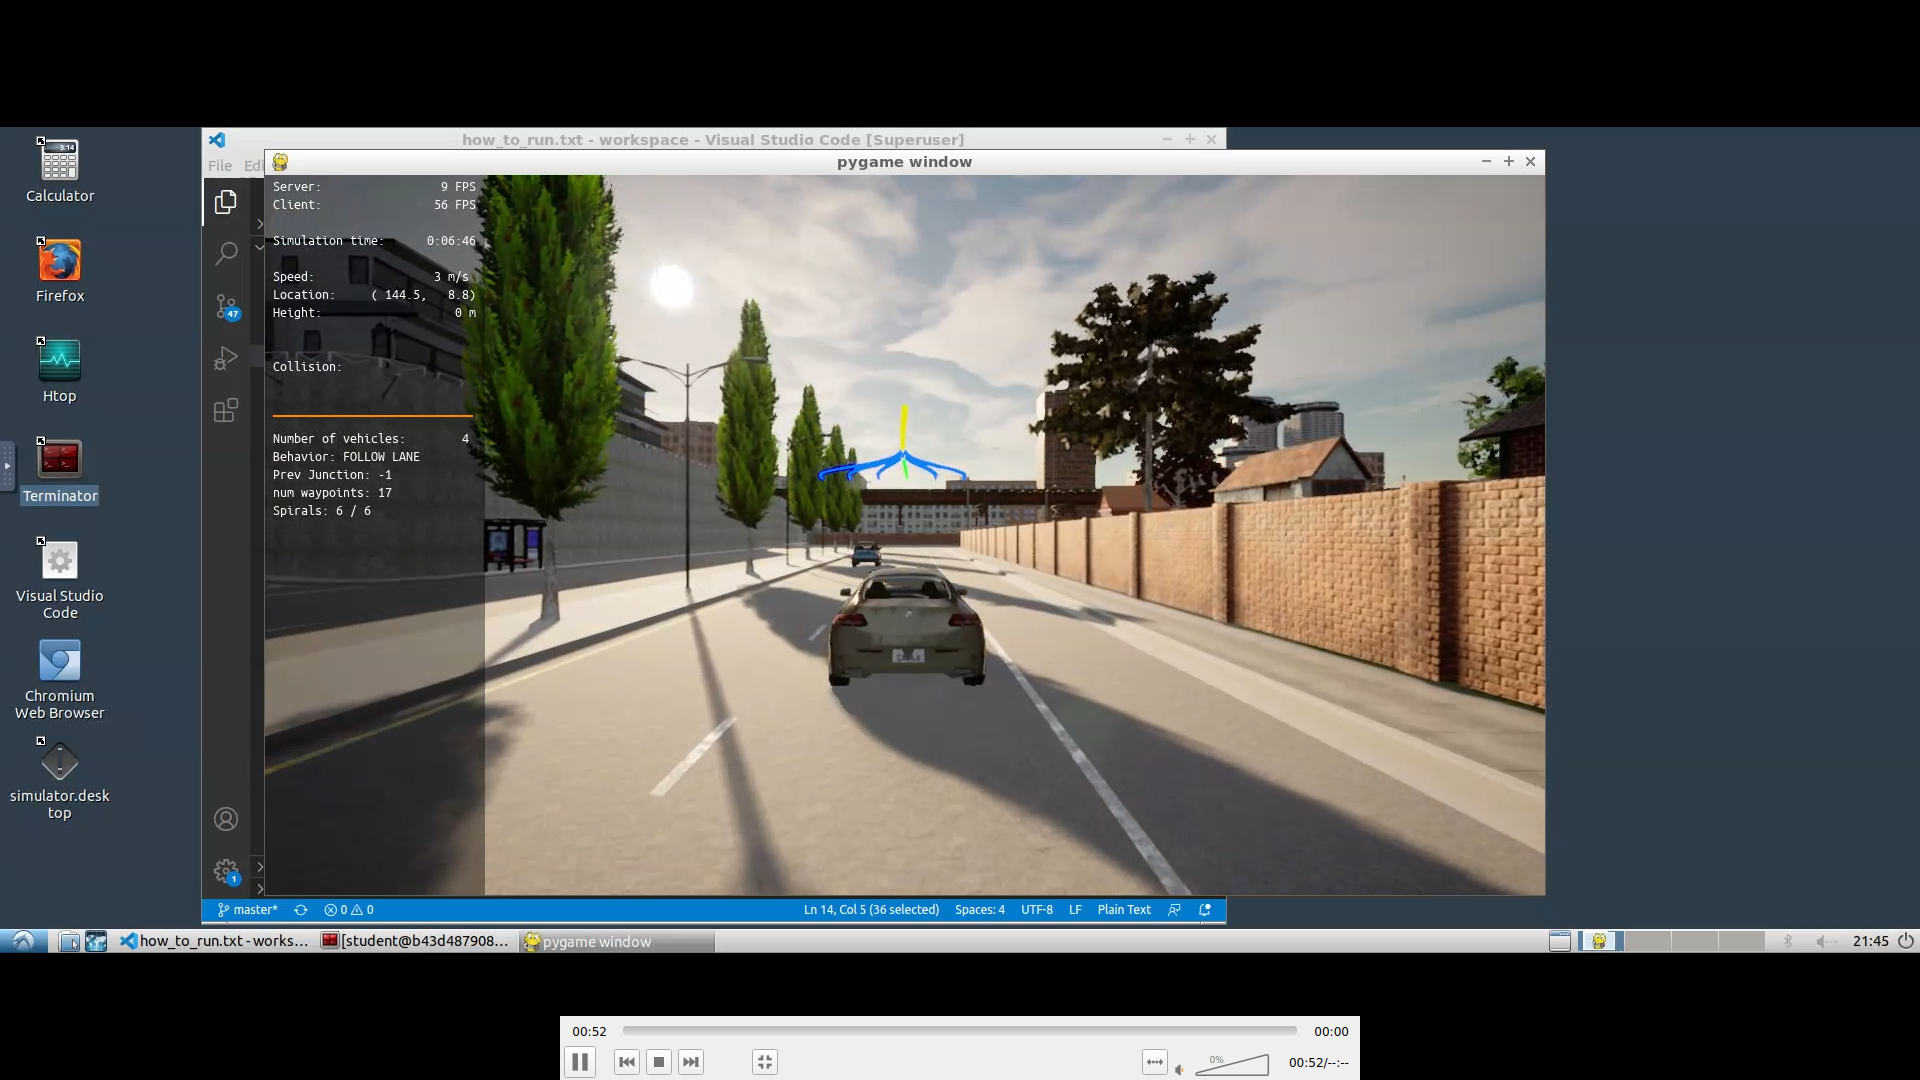 how_to_run.txt - workspace - Visual Studio Code [Superuser]
File Edi
pygame window
Server: 9 FPS
Client: 56 FPS
Simulation time: 0:06:46
Speed: 3 m/s
Location: ( 144.5, 8.8)
Height: 0 m
Collision:
Number of vehicles: 4
Behavior: FOLLOW LANE
Prev Junction: -1
num waypoints: 17
Spirals: 6 / 6
3.14
Calculator
Firefox
Htop
Terminator
Visual Studio
Code
Chromium
Web Browser
simulator.desk
top
47
1
master*
0 0
Ln 14, Col 5 (36 selected)
Spaces: 4
UTF-8
LF
Plain Text
how_to_run.txt - works...
[student@b43d487908...
pygame window
21:45
00:52
00:00
0%
00:52/--:--